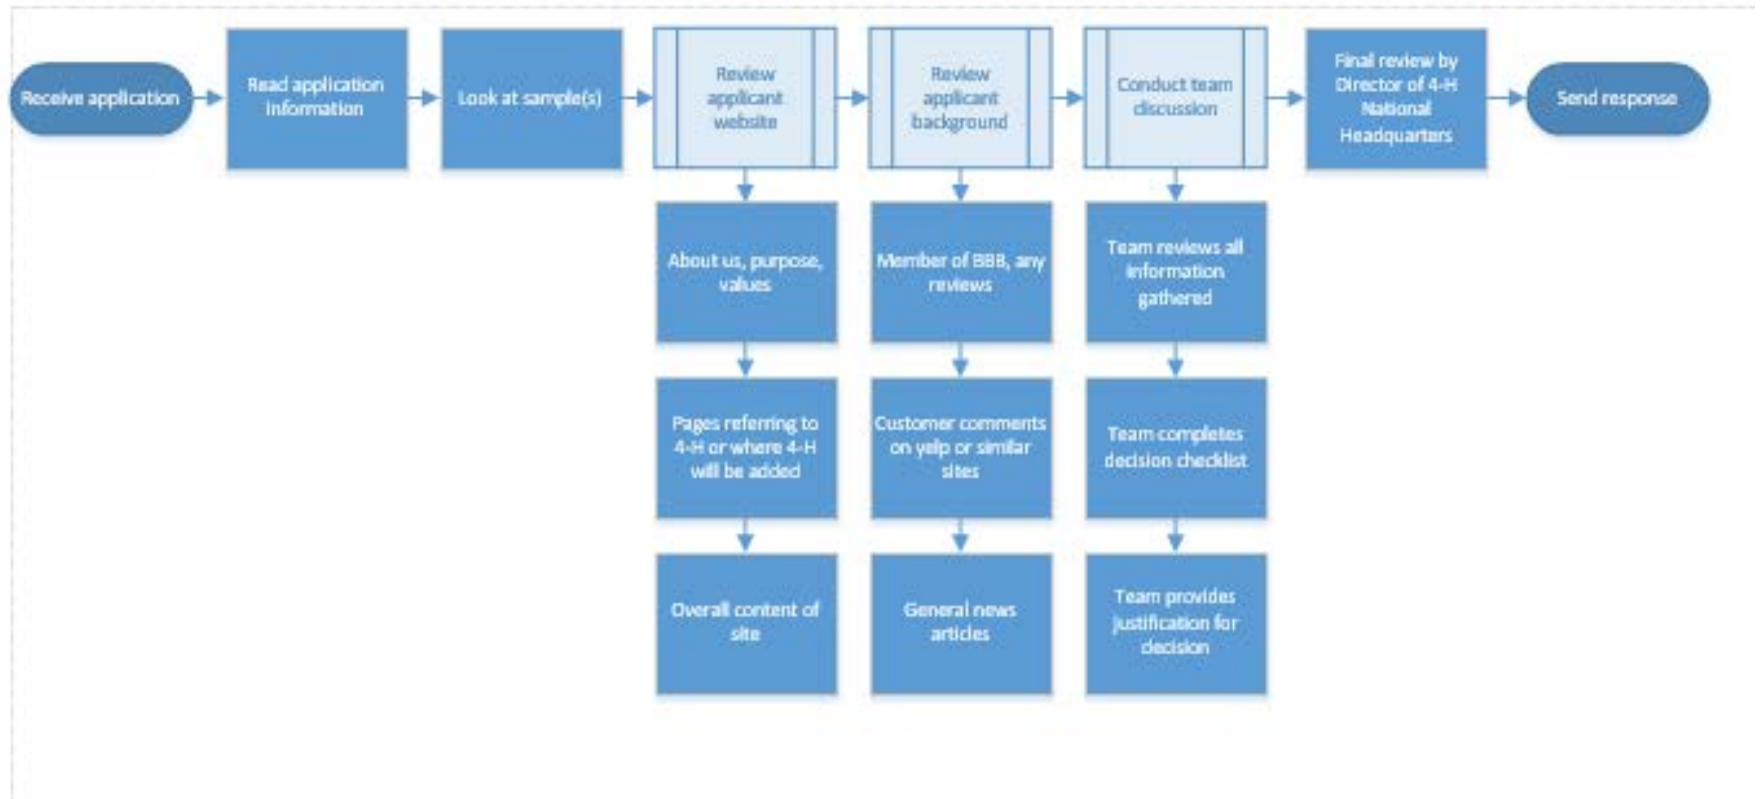 Receive application
Read application
information
Look at sample(s)
Review
applicant
website
Review
applicant
background
Conduct team
discussion
Final review by
Director of 4-H
National
Headquarters
Send response
About us, purpose,
values
Member of BBB, any
reviews
Team reviews all
information
gathered
Pages referring to
4-H or where 4-H
will be added
Customer comments
on yelp or similar
sites
Team completes
decision checklist
Overall content of
site
General news
articles
Team provides
justification for
decision